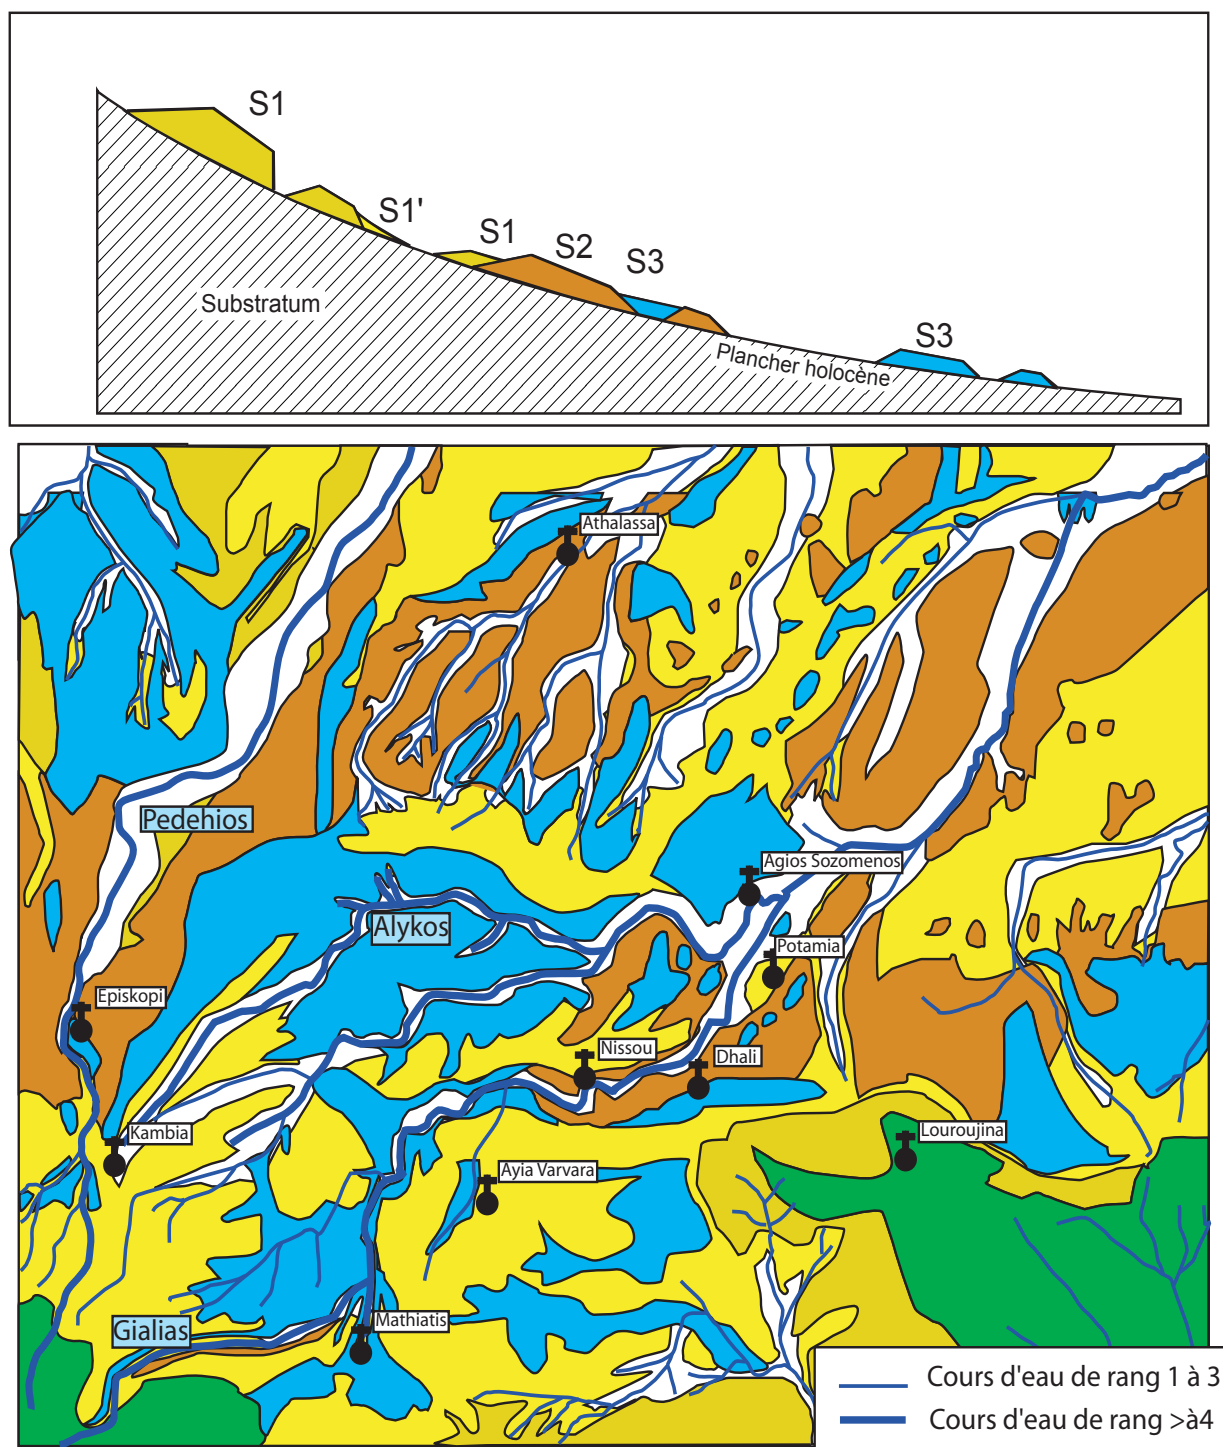 S1
S1'
S1
S2
S3
Substratum
S3
Plancher holocène
Athalassa
Pedehios
Agios Sozomenos
Alykos
Potamia
Episkopi
Nissou
Dhali
Kambia
Louroujina
Ayia Varvara
Gialias
Mathiatis
Cours d'eau de rang 1 à 3
Cours d'eau de rang >à4